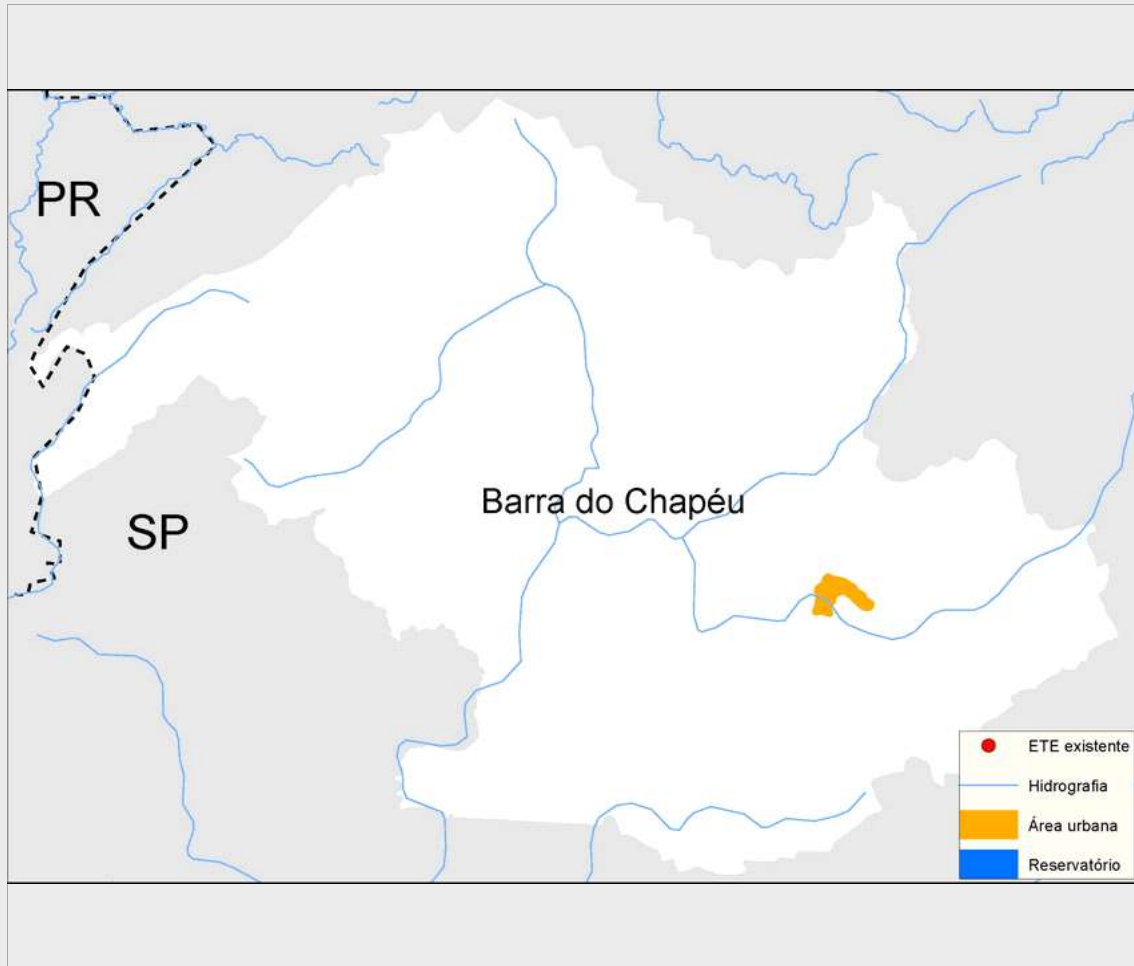 PR
Barra do Chapéu
SP
ETE existente
Hidrografia
Área urbana
Reservatório